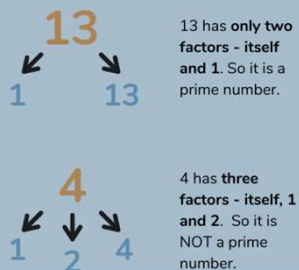 13
1
13
13 has only two
factors - itself
and 1. So it is a
prime number.
4
1
2
4
4 has three
factors - itself, 1
and 2. So it is
NOT a prime
number.